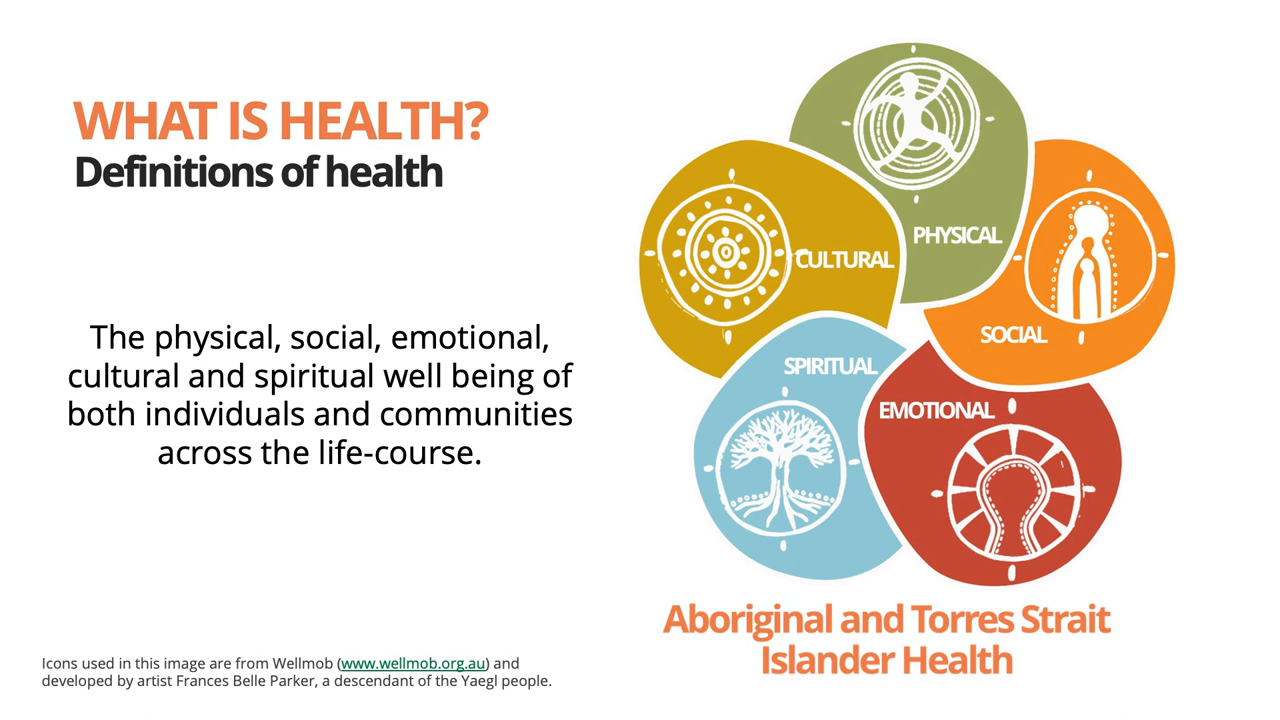 WHAT IS HEALTH?
Definitions of health
The physical, social, emotional,
cultural and spiritual well being of
both individuals and communities
across the life-course.
PHYSICAL
CULTURAL
SOCIAL
SPIRITUAL
EMOTIONAL
Aboriginal and Torres Strait
Islander Health
Icons used in this image are from Wellmob (www.wellmob.org.au) and
developed by artist Frances Belle Parker, a descendant of the Yaegl people.